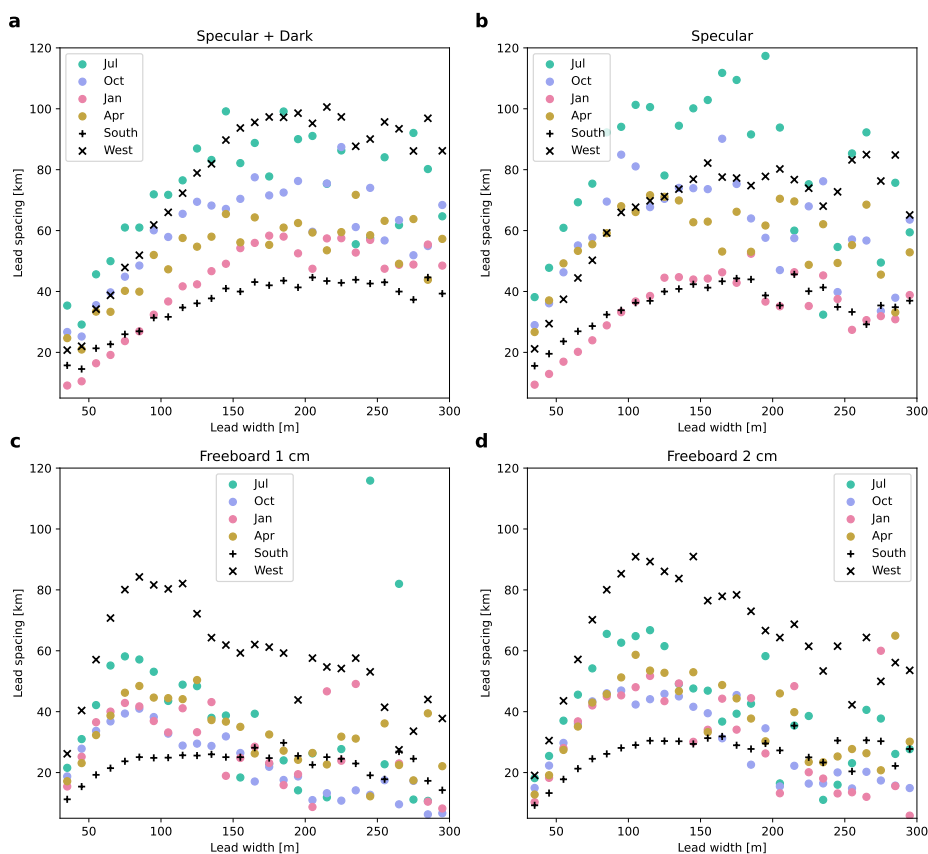 a
Specular + Dark
Lead spacing [km]
120
100
80
60
40
20
Jul
Oct
Jan
Apr
South
West
50 100 150 200 250 300
Lead width [m]
b
Specular
Lead spacing [km]
120
100
80
60
40
20
Jul
Oct
Jan
Apr
South
West
50 100 150 200 250 300
Lead width [m]
c
Freeboard 1 cm
Lead spacing [km]
120
100
80
60
40
20
Jul
Oct
Jan
Apr
South
West
50 100 150 200 250 300
Lead width [m]
d
Freeboard 2 cm
Lead spacing [km]
120
100
80
60
40
20
Jul
Oct
Jan
Apr
South
West
50 100 150 200 250 300
Lead width [m]